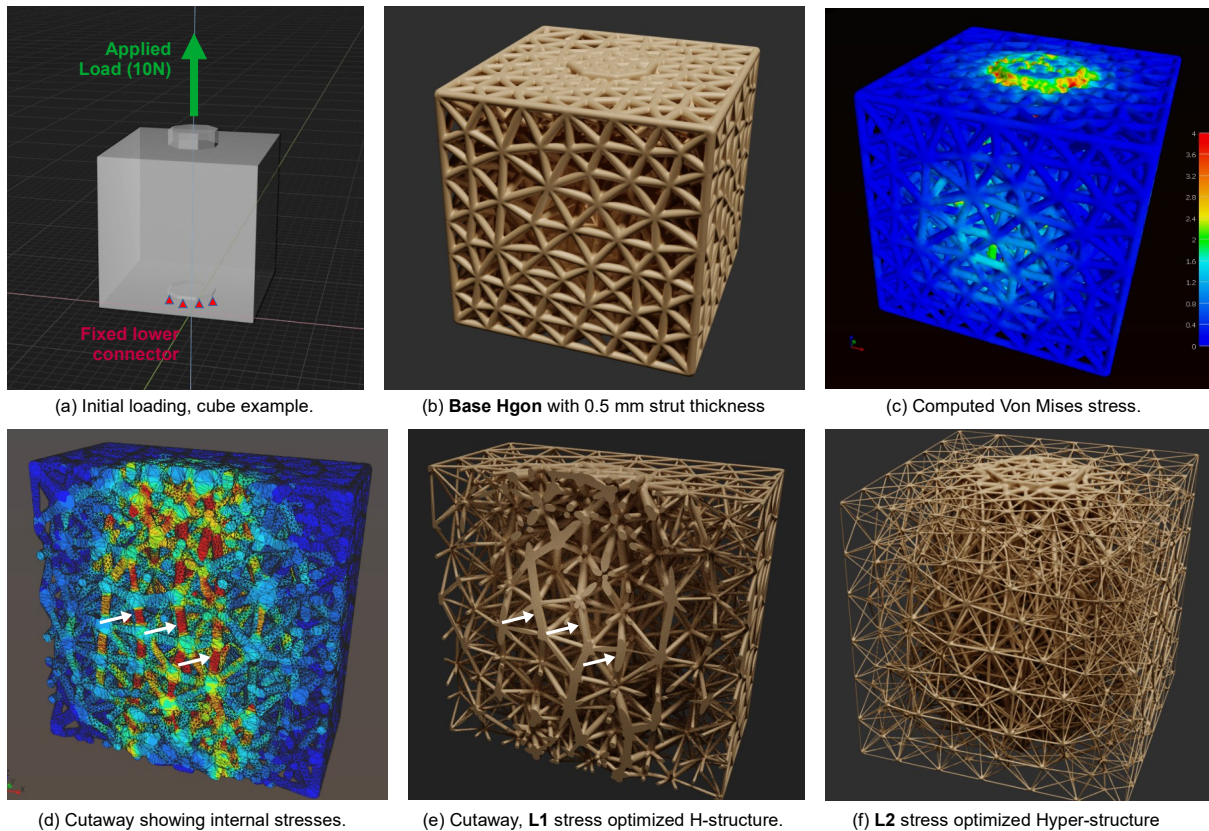 Applied
Load (10N)
Fixed lower
connector
(a) Initial loading, cube example.
(b) Base Hgon with 0.5 mm strut thickness
4
3.6
3.2
2.8
2.4
2
1.6
1.2
0.8
0.4
0
(c) Computed Von Mises stress.
(d) Cutaway showing internal stresses.
(e) Cutaway, L1 stress optimized H-structure.
(f) L2 stress optimized Hyper-structure